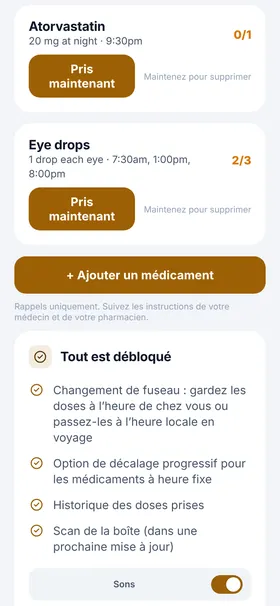 Atorvastatin
20 mg at night · 9:30pm
0/1
Pris
maintenant
Maintenez pour supprimer
Eye drops
1 drop each eye · 7:30am, 1:00pm,
8:00pm
2/3
Pris
maintenant
Maintenez pour supprimer
+ Ajouter un médicament
Rappels uniquement. Suivez les instructions de votre
médecin et de votre pharmacien.
Tout est débloqué
Changement de fuseau : gardez les
doses à l'heure de chez vous ou
passez-les à l'heure locale en
voyage
Option de décalage progressif pour
les médicaments à heure fixe
Historique des doses prises
Scan de la boîte (dans une
prochaine mise à jour)
Sons